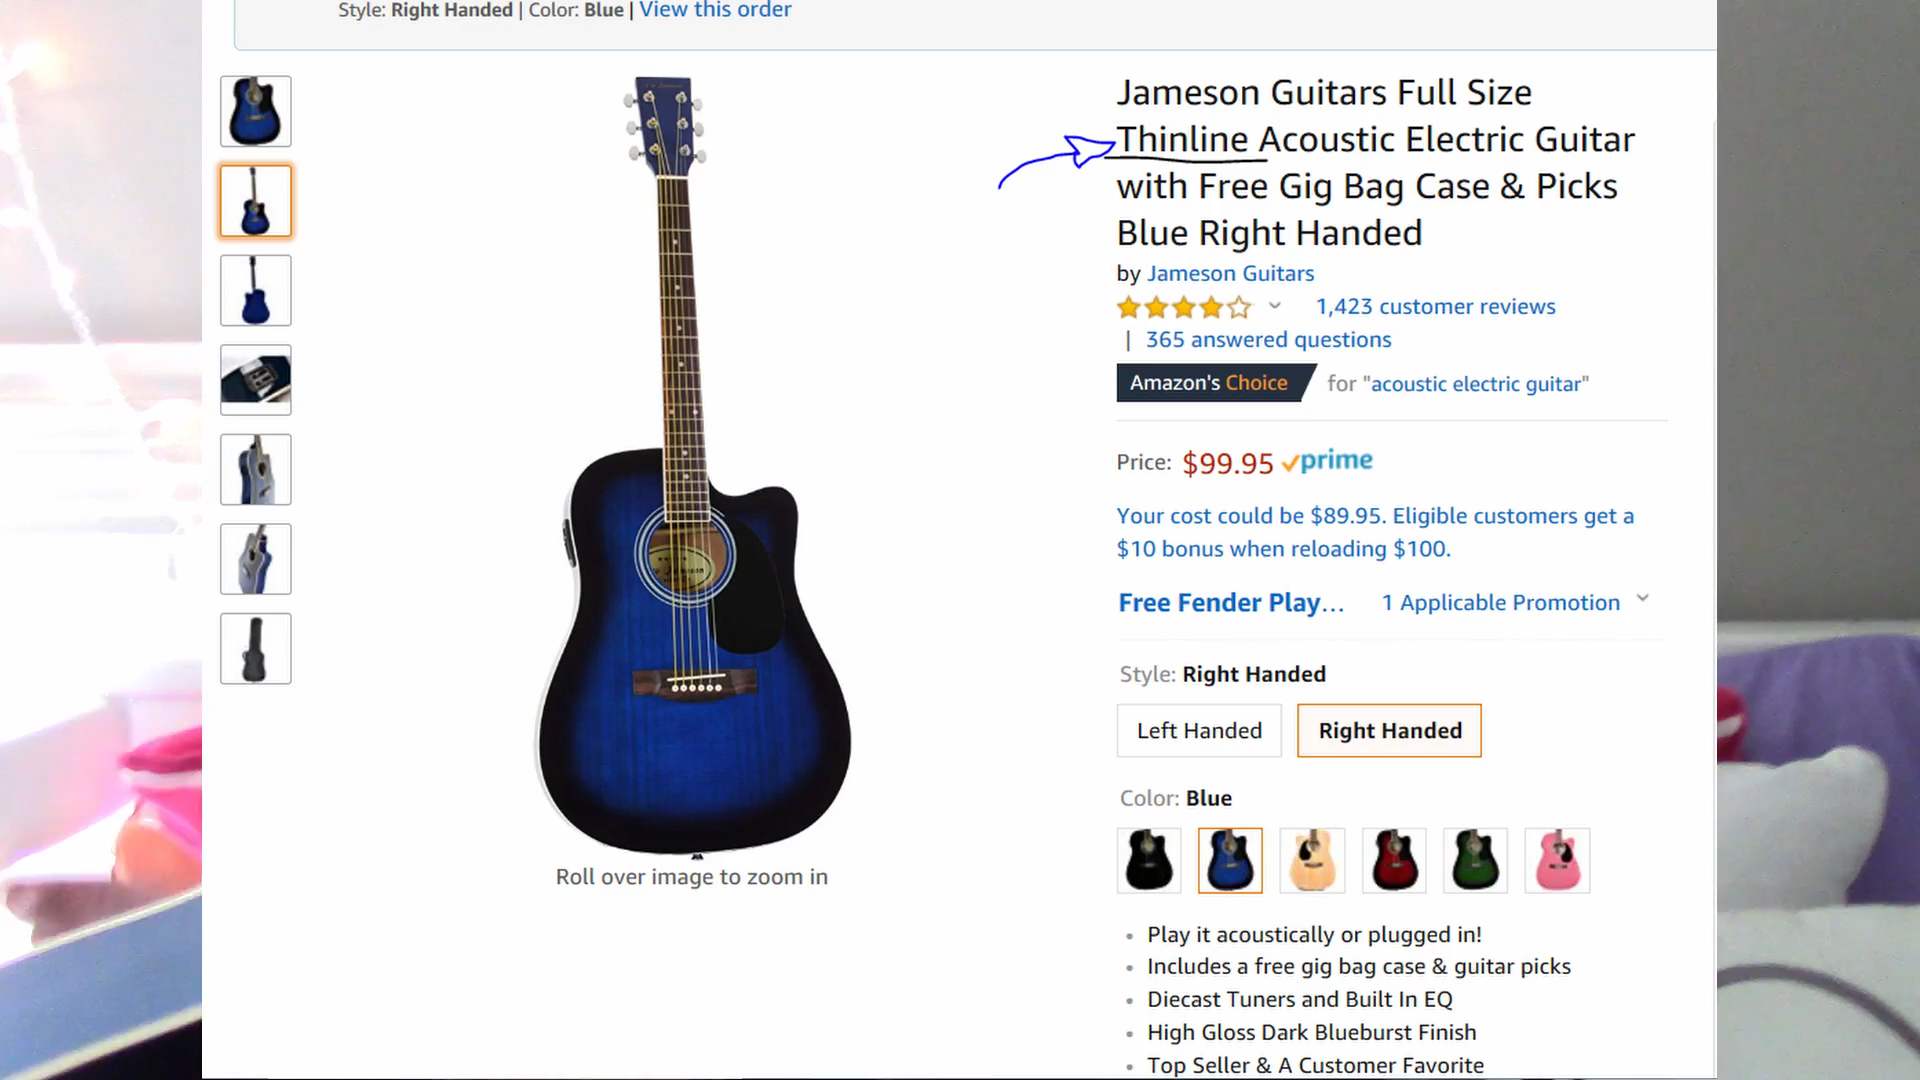 Style: Right Handed | Color: Blue | View this order
Jameson Guitars Full Size
Thinline Acoustic Electric Guitar
with Free Gig Bag Case & Picks
Blue Right Handed
by Jameson Guitars
1,423 customer reviews
| 365 answered questions
Amazon's Choice for "acoustic electric guitar"
Price: $99.95 prime
Your cost could be $89.95. Eligible customers get a
$10 bonus when reloading $100.
Free Fender Play... 1 Applicable Promotion
Style: Right Handed
Left Handed Right Handed
Color: Blue
Roll over image to zoom in
• Play it acoustically or plugged in!
• Includes a free gig bag case & guitar picks
• Diecast Tuners and Built In EQ
• High Gloss Dark Blueburst Finish
• Top Seller & A Customer Favorite